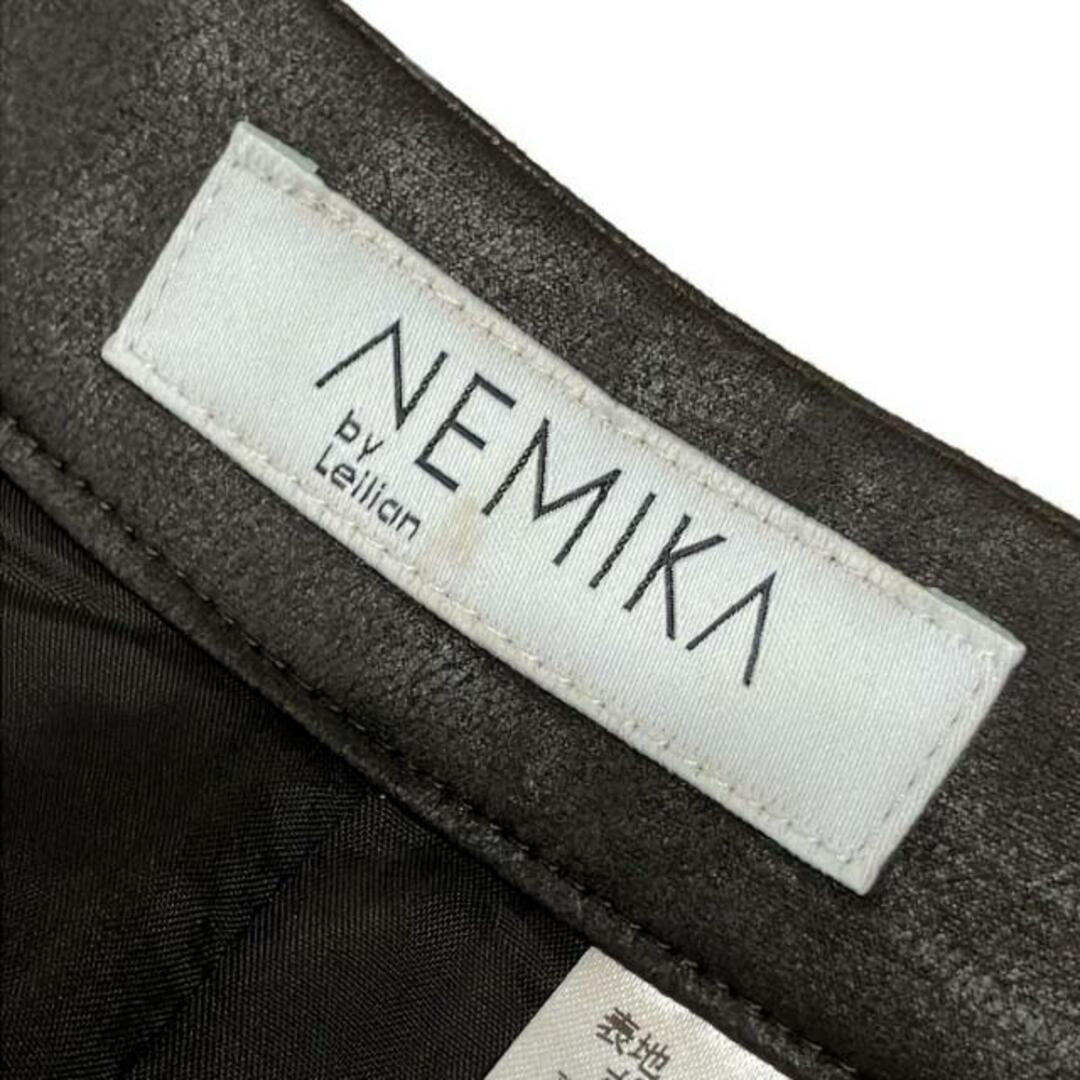 NEMIKA
by
Leilian
表地